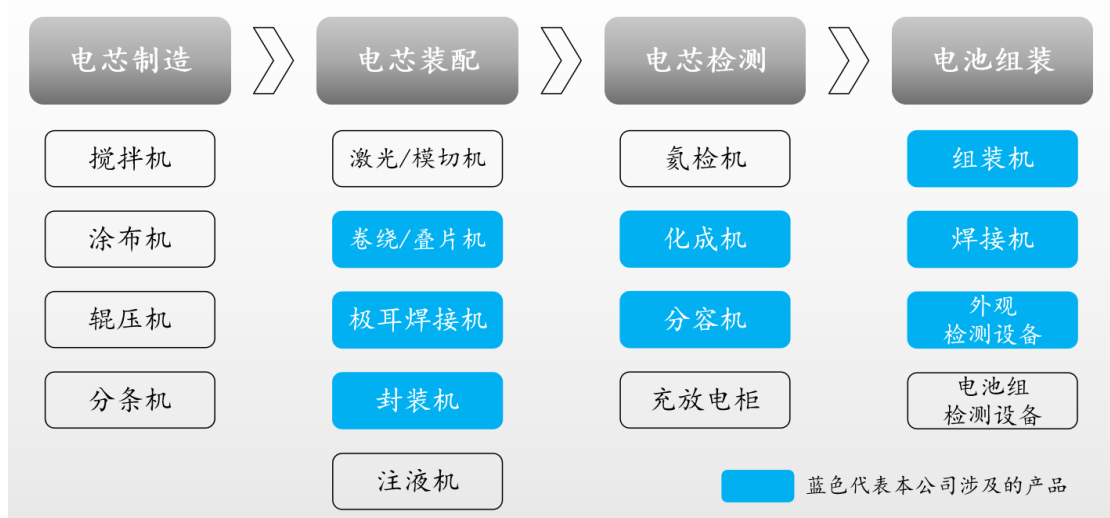 电芯制造
电芯装配
电芯检测
电池组装
搅拌机
激光/模切机
氦检机
组装机
涂布机
卷绕/叠片机
化成机
焊接机
辊压机
极耳焊接机
分容机
外观
检测设备
分条机
封装机
充放电柜
电池组
检测设备
注液机
蓝色代表本公司涉及的产品